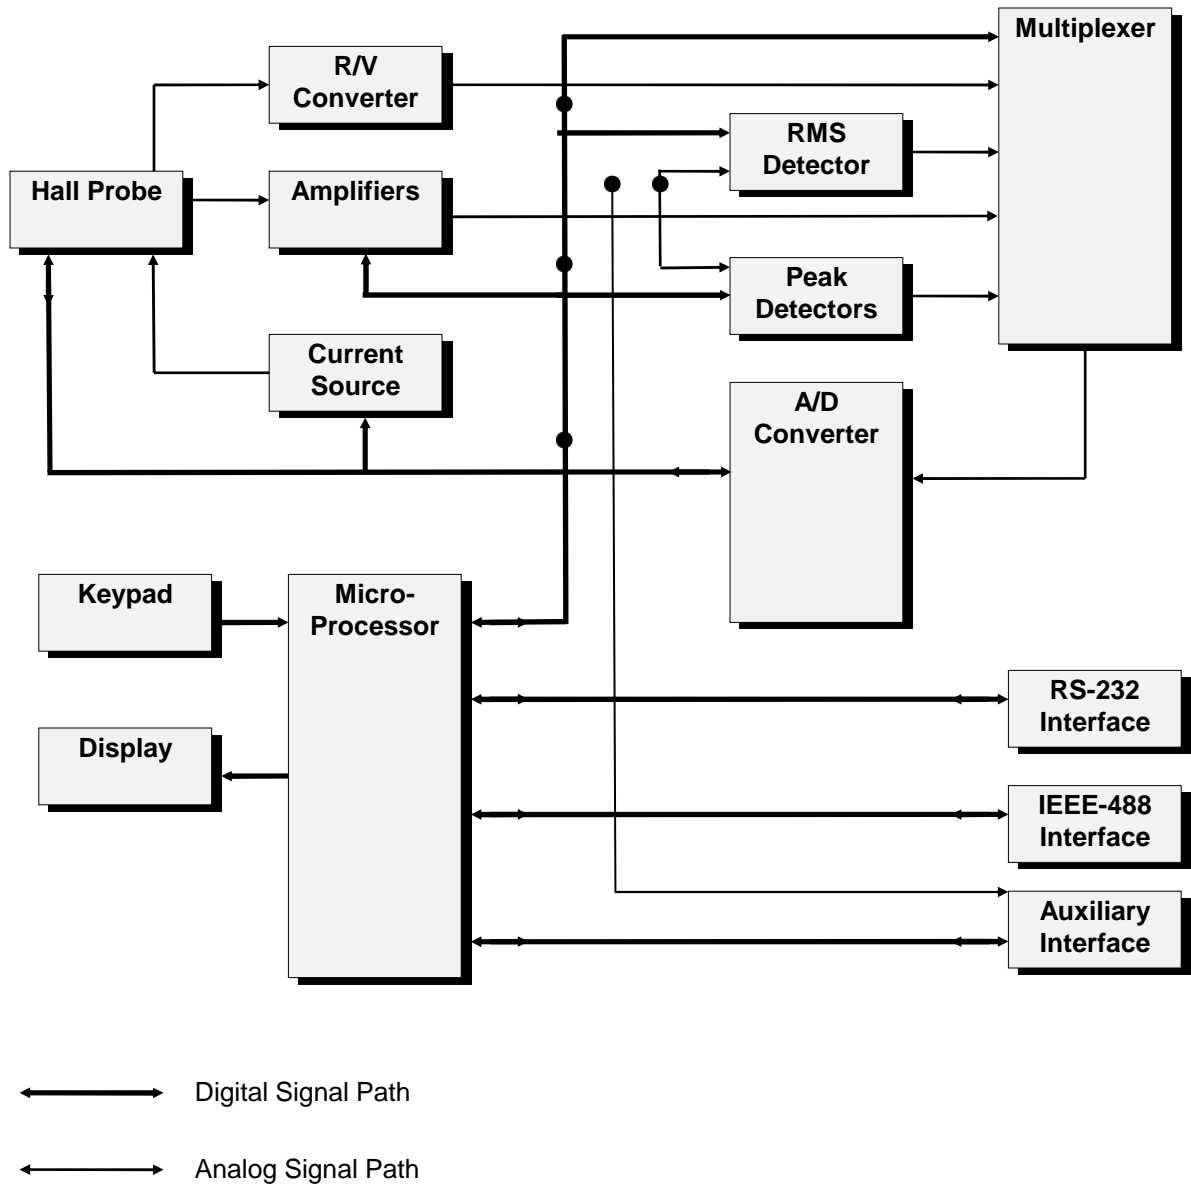 Multiplexer
R/V
Converter
RMS
Detector
Hall Probe
Amplifiers
Peak
Detectors
Current
Source
A/D
Converter
Keypad
Micro-
Processor
RS-232
Interface
Display
IEEE-488
Interface
Auxiliary
Interface
Digital Signal Path
Analog Signal Path